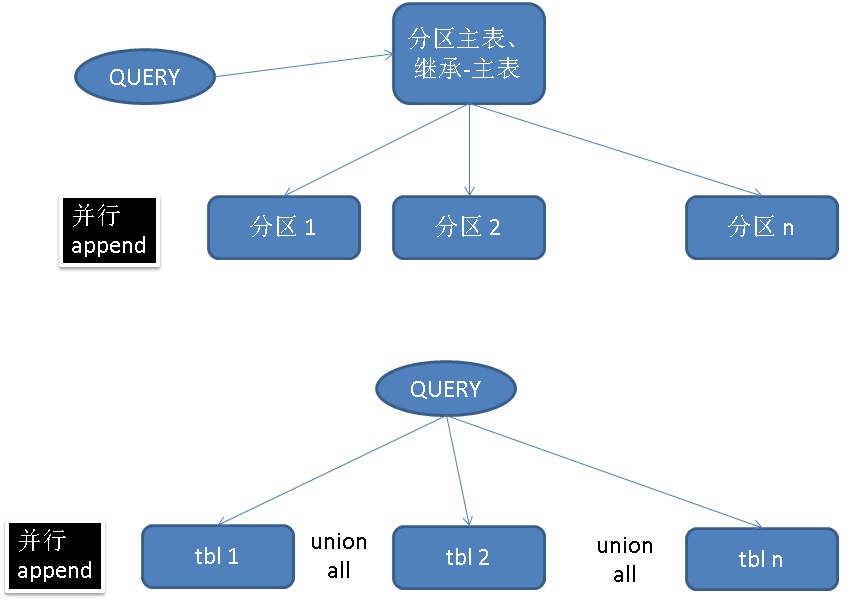 QUERY
分区主表、
继承-主表
并行
append
分区 1
分区 2
分区 n
QUERY
并行
append
tbl 1
union
all
tbl 2
union
all
tbl n